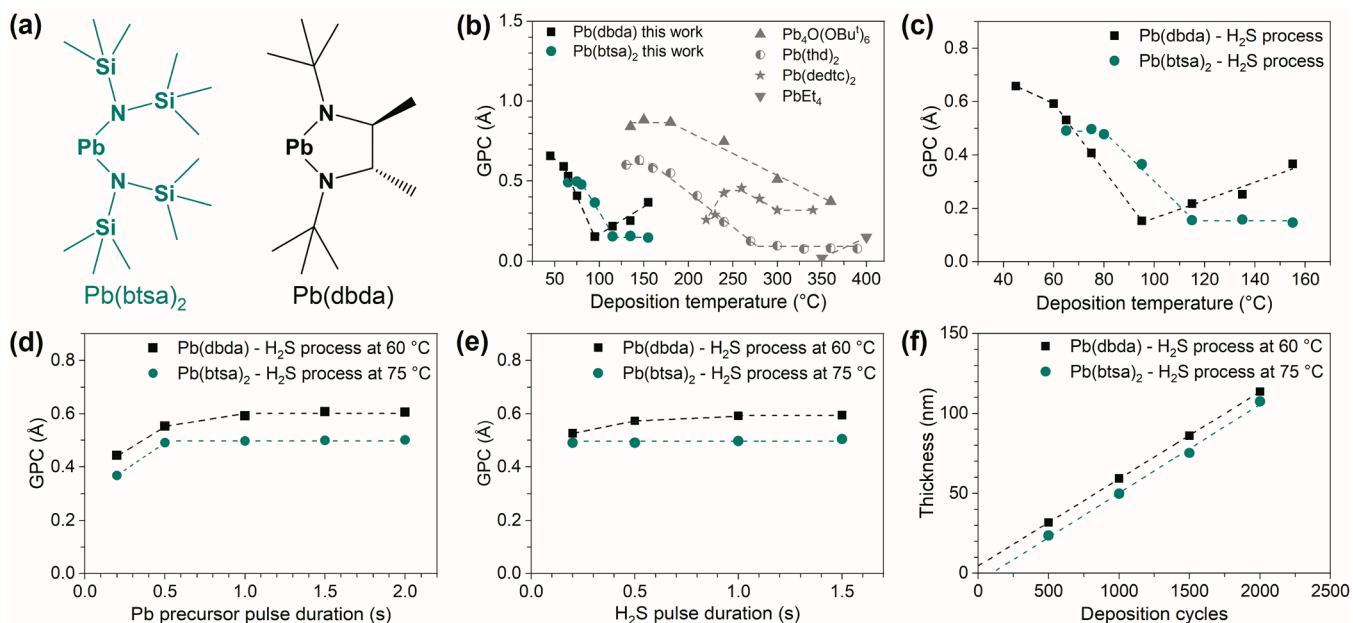 (a)
Si
Si
N
Pb
N
Si
Si
Pb(btsa)₂
N
Pb
N
Pb(dbda)
(b)
Pb(dbda) this work
Pb(btsa)₂ this work
Pb₄O(OBuᵗ)₆
Pb(thd)₂
Pb(dedtc)₂
PbEt₄
GPC (Å)
1.5
1.0
0.5
0.0
50 100 150 200 250 300 350 400
Deposition temperature (°C)
(c)
Pb(dbda) - H₂S process
Pb(btsa)₂ - H₂S process
GPC (Å)
0.8
0.6
0.4
0.2
0.0
40 60 80 100 120 140 160
Deposition temperature (°C)
(d)
Pb(dbda) - H₂S process at 60 °C
Pb(btsa)₂ - H₂S process at 75 °C
GPC (Å)
0.8
0.6
0.4
0.2
0.0
0.0 0.5 1.0 1.5 2.0
Pb precursor pulse duration (s)
(e)
Pb(dbda) - H₂S process at 60 °C
Pb(btsa)₂ - H₂S process at 75 °C
GPC (Å)
0.8
0.6
0.4
0.2
0.0
0.0 0.5 1.0 1.5
H₂S pulse duration (s)
(f)
Pb(dbda) - H₂S process at 60 °C
Pb(btsa)₂ - H₂S process at 75 °C
Thickness (nm)
150
100
50
0
0 500 1000 1500 2000 2500
Deposition cycles